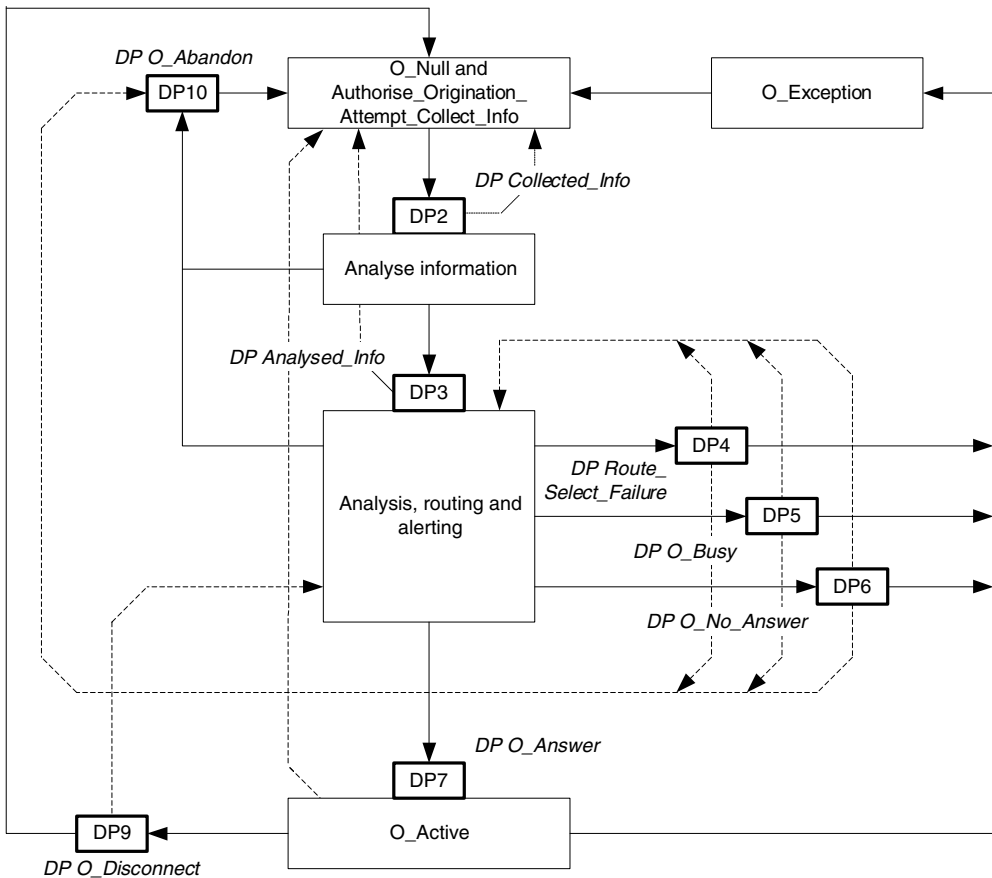 DP O_Abandon
DP10
O_Null and
Authorise_Origination_
Attempt_Collect_Info
O_Exception
DP Collected_Info
DP2
Analyse information
DP Analysed_Info
DP3
Analysis, routing and
alerting
DP4
DP Route_
Select_Failure
DP5
DP O_Busy
DP6
DP O_No_Answer
DP O_Answer
DP7
O_Active
DP9
DP O_Disconnect